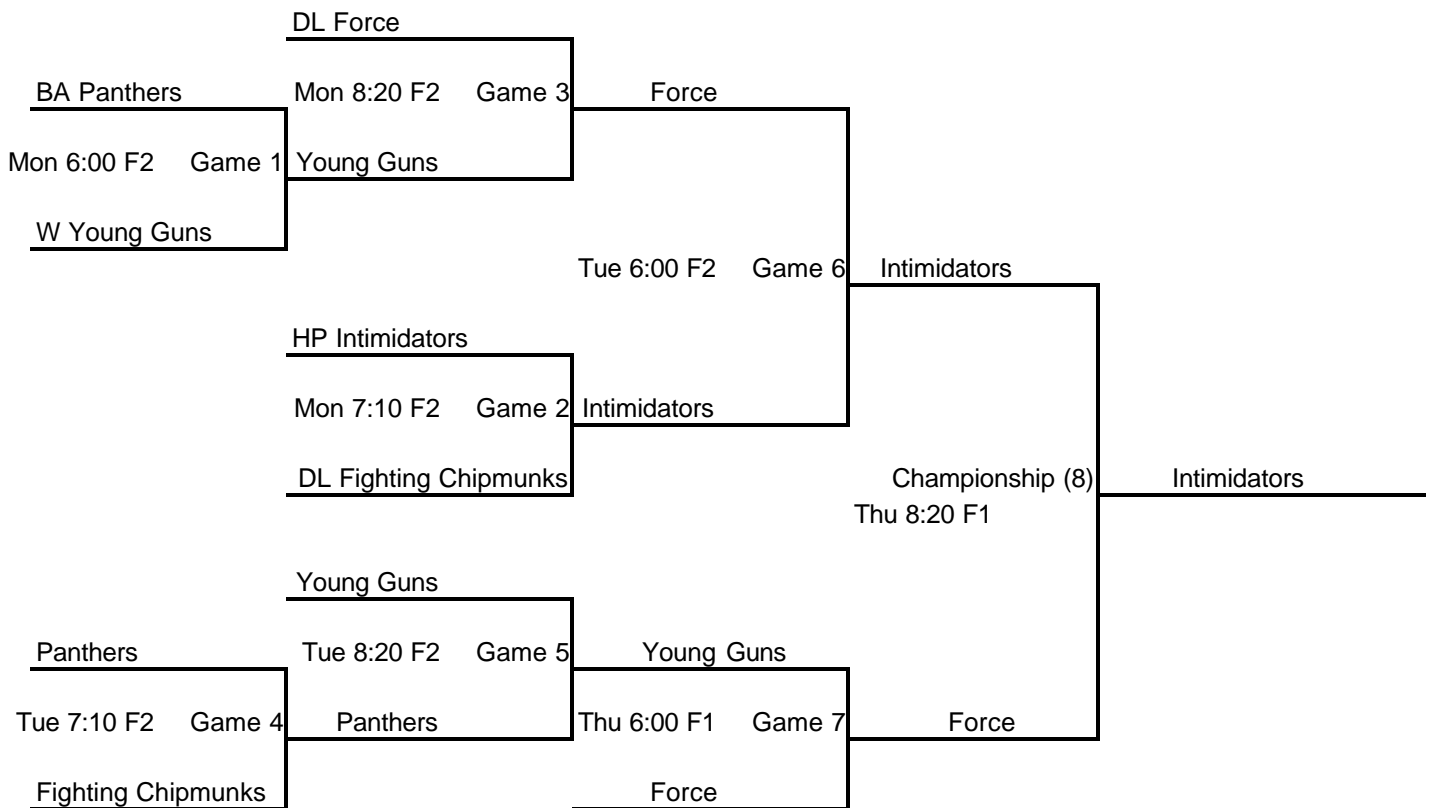 DL Force
BA Panthers Mon 8:20 F2 Game 3 Force
Mon 6:00 F2 Game 1 Young Guns
W Young Guns
Tue 6:00 F2 Game 6 Intimidators
HP Intimidators
Mon 7:10 F2 Game 2 Intimidators
DL Fighting Chipmunks Championship (8) Intimidators
Thu 8:20 F1
Young Guns
Panthers Tue 8:20 F2 Game 5 Young Guns
Tue 7:10 F2 Game 4 Panthers Thu 6:00 F1 Game 7 Force
Fighting Chipmunks Force